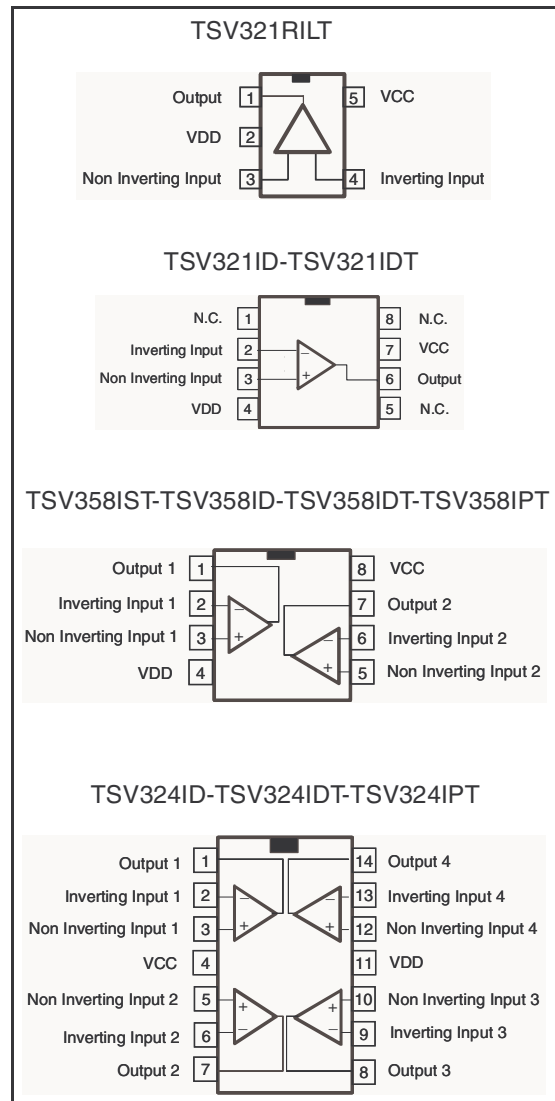 TSV321RILT
Output 1 5 VCC
VDD 2
Non Inverting Input 3 4 Inverting Input
TSV321ID-TSV321IDT
N.C. 1 8 N.C.
Inverting Input 2 – 7 VCC
Non Inverting Input 3 + 6 Output
VDD 4 5 N.C.
TSV358IST-TSV358ID-TSV358IDT-TSV358IPT
Output 1 1 8 VCC
Inverting Input 1 2 – 7 Output 2
Non Inverting Input 1 3 + – 6 Inverting Input 2
VDD 4 + 5 Non Inverting Input 2
TSV324ID-TSV324IDT-TSV324IPT
Output 1 1 14 Output 4
Inverting Input 1 2 – – 13 Inverting Input 4
Non Inverting Input 1 3 + + 12 Non Inverting Input 4
VCC 4 11 VDD
Non Inverting Input 2 5 + + 10 Non Inverting Input 3
Inverting Input 2 6 – – 9 Inverting Input 3
Output 2 7 8 Output 3